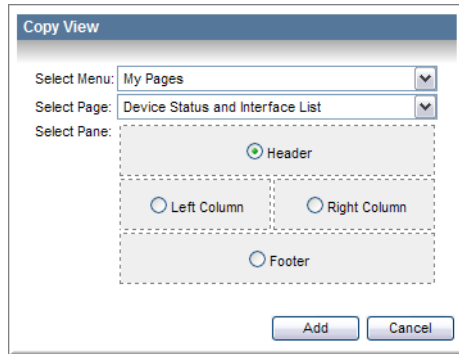 Copy View
Select Menu: My Pages
Select Page: Device Status and Interface List
Select Pane:
Header
Left Column Right Column
Footer
Add Cancel